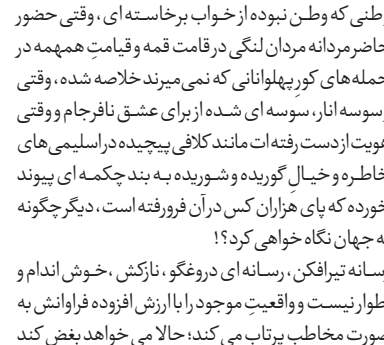 وطنی که وطن نبوده از خواب برخاسته ای، وقتی حضور
حاضر مردانه مردان لنگی در قامت قمه و قیامتِ همهمه در
حمله‌های کورِ پهلوانانی که نمی میرند خلاصه شده، وقتی
وسوسه انار، سوسه ای شده از برای عشق نافرجام و وقتی
هویت از دست رفته ات مانند کلافی پیچیده در اسلیمی های
خاطره و خیالِ گوریده و شوریده به بند چکمه ای پیوند
خورده که پای هزاران کس در آن فرورفته است، دیگر چگونه
به جهان نگاه خواهی کرد؟!
رسانه تیرافکن، رسانه ای دروغگو، نازکش، خوش اندام و
اطوار نیست و واقعیتِ موجود را با ارزش افزوده فراوانش به
صورت مخاطب پرتاب می کند؛ حالا می خواهد بغض کند